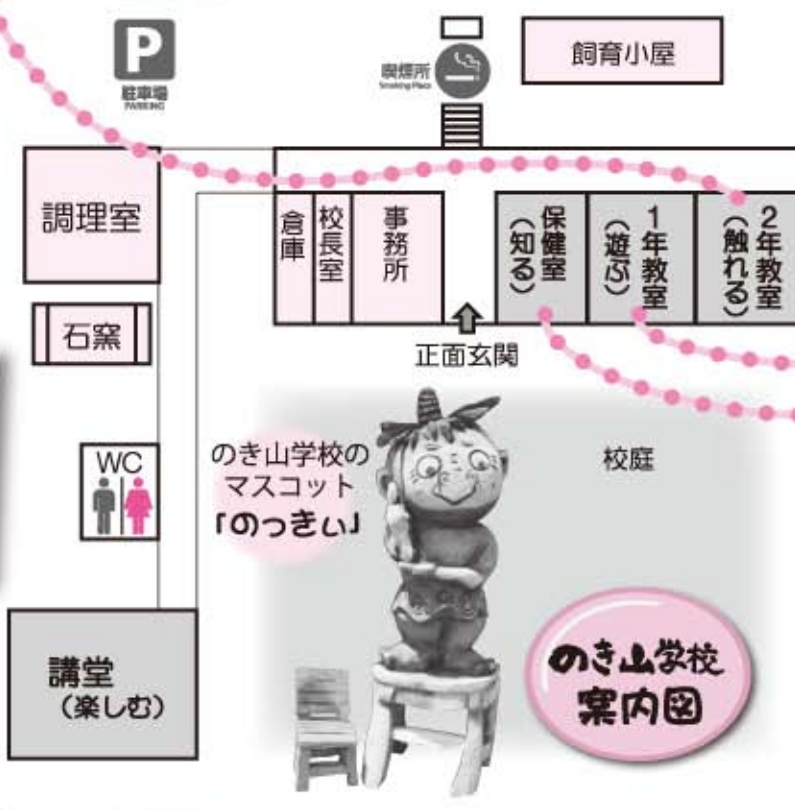 P
駐車場
PARKING
喫煙所
Smoking Place
飼育小屋
調理室
倉庫
校長室
事務所
保健室
(知る)
1年教室
(遊ぶ)
2年教室
(触れる)
石窯
正面玄関
WC
のき山学校の
マスコット
「のっきぃ」
校庭
講堂
(楽しむ)
のき山学校
案内図